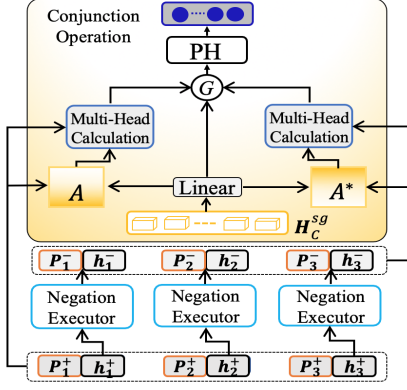 Conjunction
Operation
PH
G
Multi-Head
Calculation
Multi-Head
Calculation
A
Linear
A*
H_C^{sg}
P_1^- h_1^- P_2^- h_2^- P_3^- h_3^-
Negation
Executor
Negation
Executor
Negation
Executor
P_1^+ h_1^+ P_2^+ h_2^+ P_3^+ h_3^+